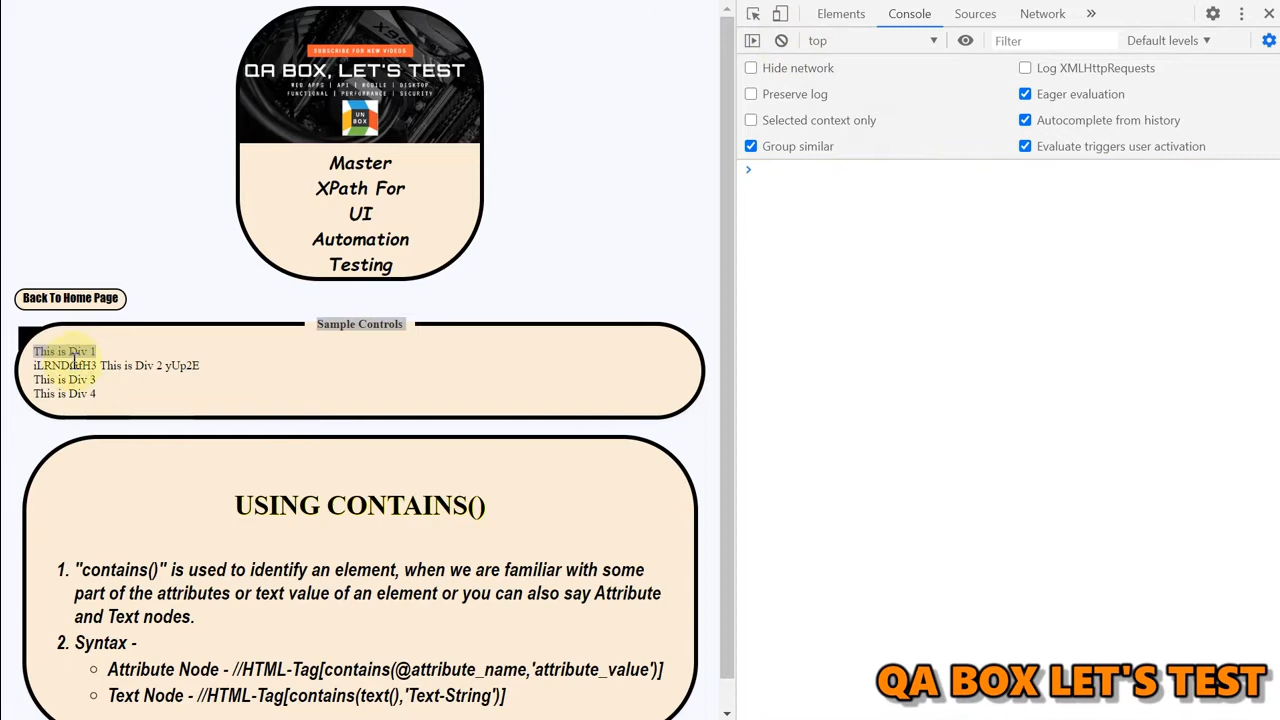 SUBSCRIBE FOR NEW VIDEOS
QA BOX, LET'S TEST
WEB APPS | API | MOBILE | DESKTOP
FUNCTIONAL | PERFORMANCE | SECURITY
UN
BOX
Master
XPath For
UI
Automation
Testing
Back To Home Page
Sample Controls
This is Div 1
This is Div 2 yUp2E
This is Div 3
This is Div 4
USING CONTAINS()
1. "contains()" is used to identify an element, when we are familiar with some
part of the attributes or text value of an element or you can also say Attribute
and Text nodes.
2. Syntax -
Attribute Node - //HTML-Tag[contains(@attribute_name,'attribute_value')]
Text Node - //HTML-Tag[contains(text(),'Text-String')]
Elements Console Sources Network »
top Filter Default levels
Hide network Log XMLHttpRequests
Preserve log Eager evaluation
Selected context only Autocomplete from history
Group similar Evaluate triggers user activation
QA BOX LET'S TEST